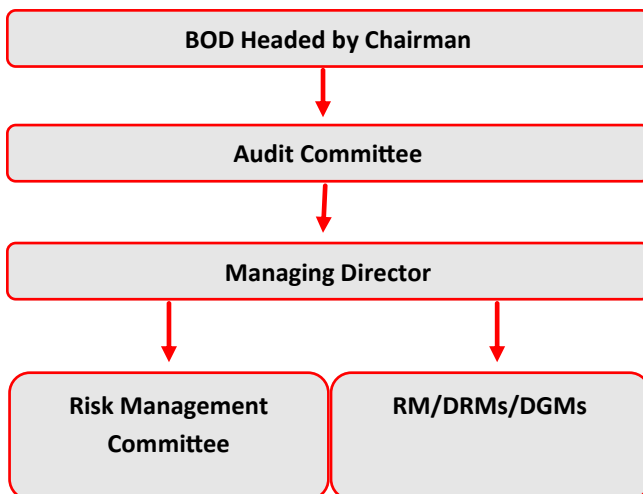 BOD Headed by Chairman
Audit Committee
Managing Director
Risk Management
Committee
RM/DRMs/DGMs